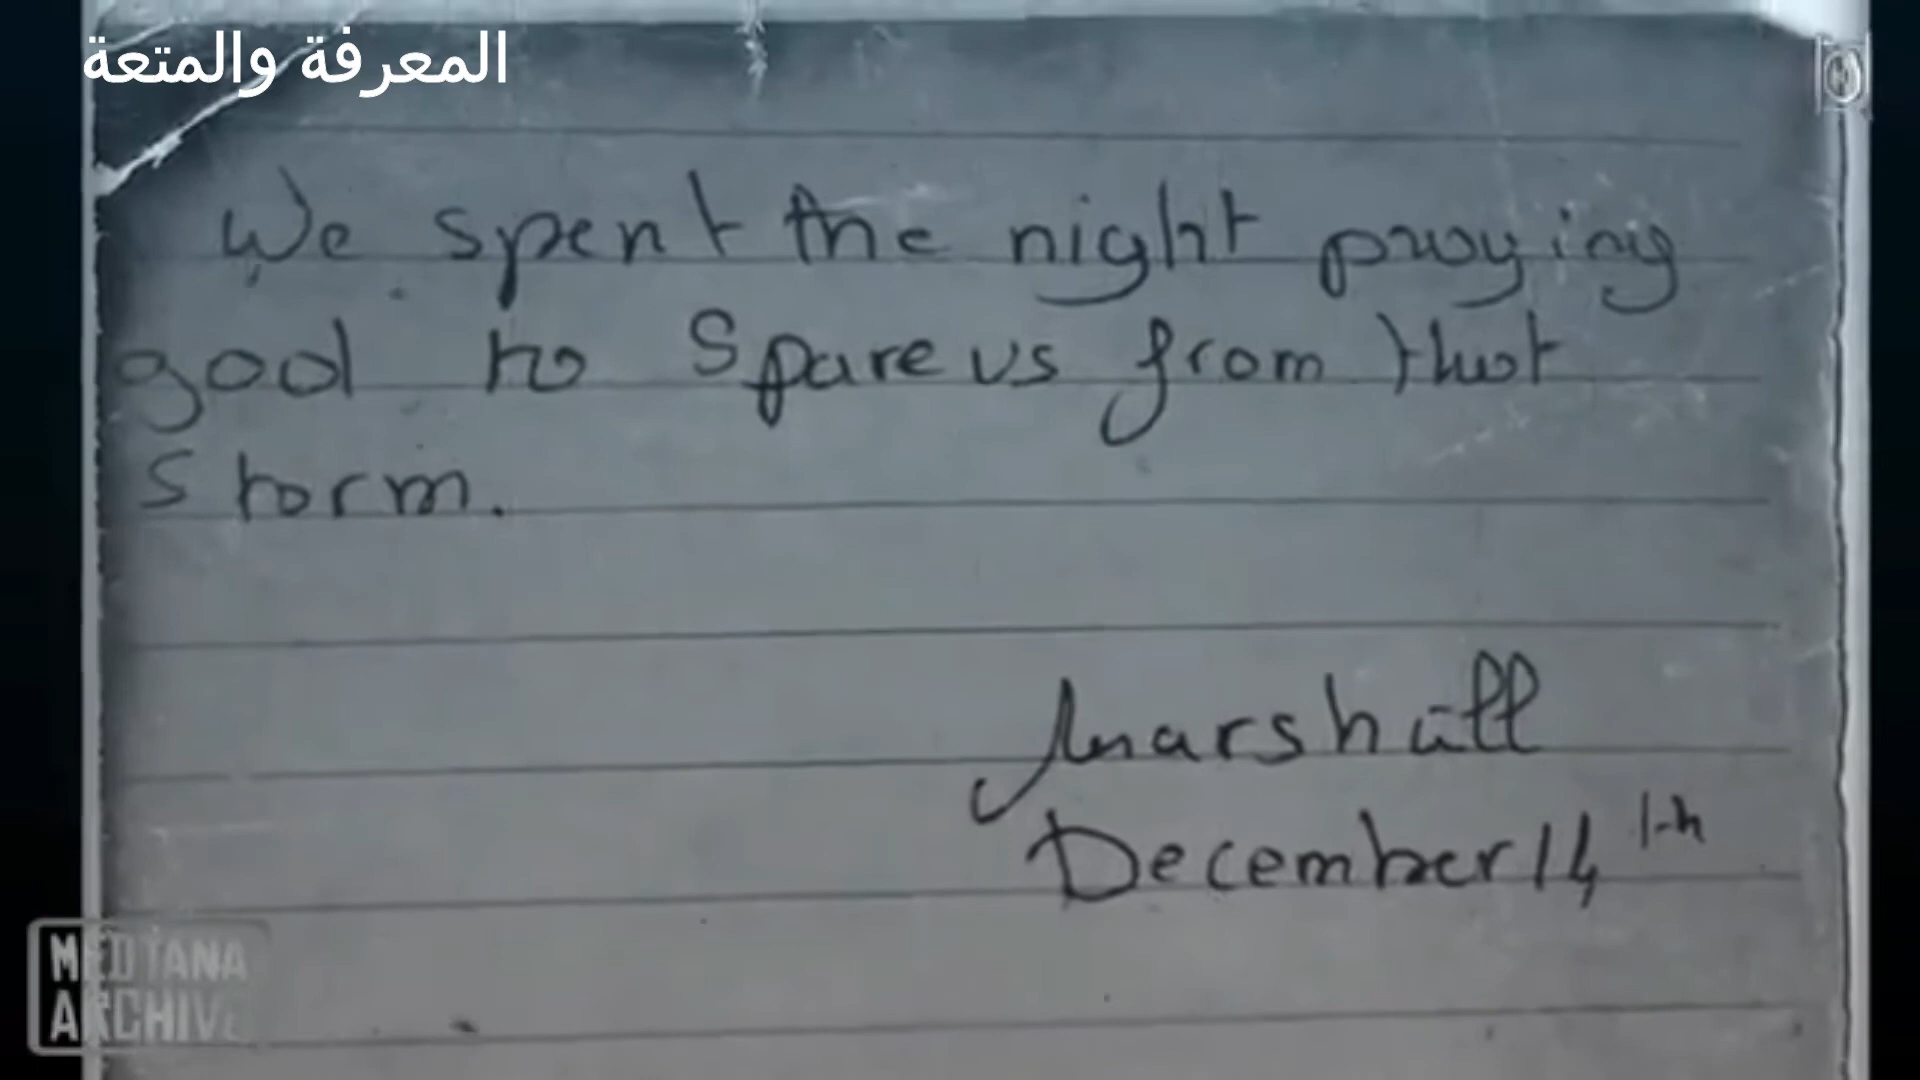 المعرفة والمتعة
We spent the night praying
god to Spare us from that
Storm.
Marshall
December 14th
MEDIANA
ARCHIVE